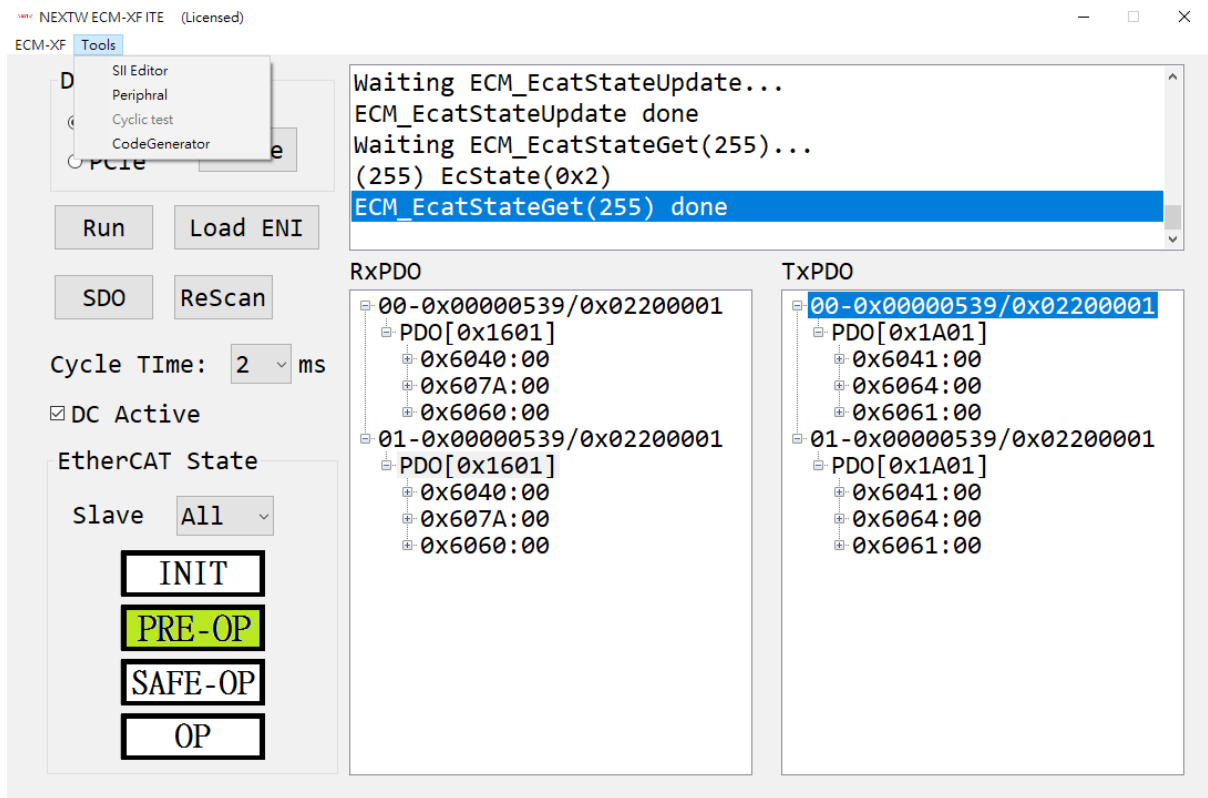 NEXTW NEXTW ECM-XF ITE (Licensed)
ECM-XF Tools
SII Editor
Periphral
Cyclic test
CodeGenerator
D
PCIe
e
Run
Load ENI
SDO
ReScan
Cycle TIme: 2 ms
DC Active
EtherCAT State
Slave All
INIT
PRE-OP
SAFE-OP
OP
Waiting ECM_EcatStateUpdate...
ECM_EcatStateUpdate done
Waiting ECM_EcatStateGet(255)...
(255) EcState(0x2)
ECM_EcatStateGet(255) done
RxPDO
00-0x00000539/0x02200001
PDO[0x1601]
0x6040:00
0x607A:00
0x6060:00
01-0x00000539/0x02200001
PDO[0x1601]
0x6040:00
0x607A:00
0x6060:00
TxPDO
00-0x00000539/0x02200001
PDO[0x1A01]
0x6041:00
0x6064:00
0x6061:00
01-0x00000539/0x02200001
PDO[0x1A01]
0x6041:00
0x6064:00
0x6061:00